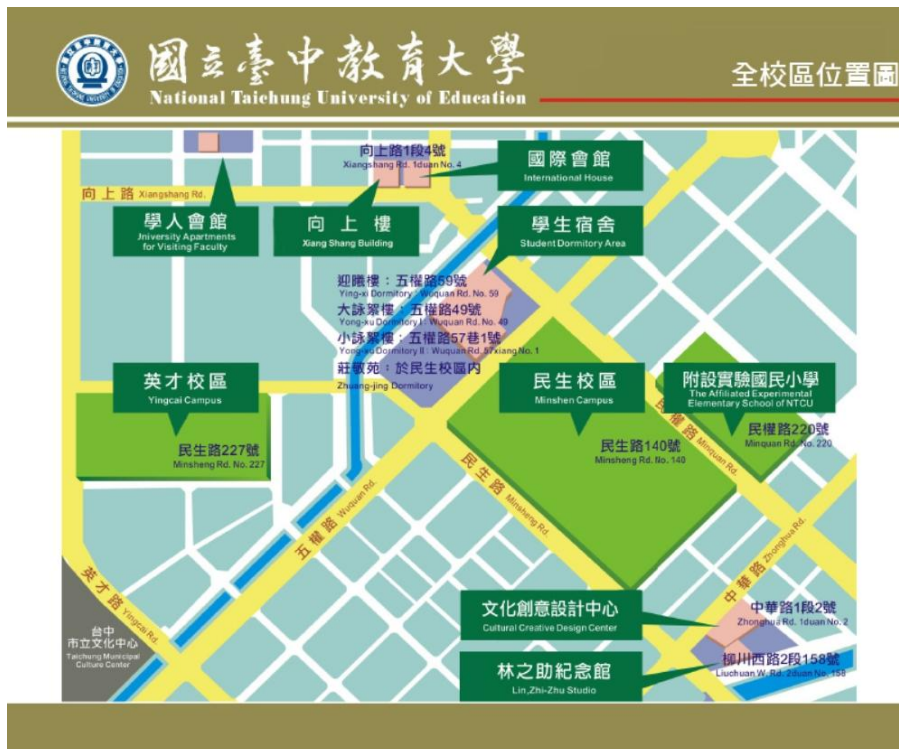 國立臺中教育大學
National Taichung University of Education
全校區位置圖
向上路1段4號
Xiangshang Rd. 1duan No. 4
國際會館
International House
向上路 Xiangshang Rd.
學人會館
Jniversity Apartments
for Visiting Faculty
向上樓
Xiang Shang Building
學生宿舍
Student Dormitory Area
迎曦樓：五權路59號
Ying-xi Dormitory : Wuquan Rd. No. 59
大詠絮樓：五權路49號
Yong-xu Dormitory I : Wuquan Rd. No. 49
小詠絮樓：五權路57巷1號
Yong-xu Dormitory II : Wuquan Rd. 57xiang No. 1
莊敬苑：於民生校區內
Zhuang-jing Dormitory
英才校區
Yingcai Campus
民生路227號
Minsheng Rd. No. 227
民生校區
Minshen Campus
民生路140號
Minsheng Rd. No. 140
附設實驗國民小學
The Affiliated Experimental
Elementary School of NTCU
民權路220號
Minquan Rd. No. 220
民權路 Minquan Rd.
民生路 Minsheng Rd.
五權路 Wuquan Rd.
中華路 Zhonghua Rd.
英才路 Yingcai Rd.
台中
市立文化中心
Taichung Municipal
Culture Center
文化創意設計中心
Cultural Creative Design Center
中華路1段2號
Zhonghua Rd. 1duan No. 2
林之助紀念館
Lin,Zhi-Zhu Studio
柳川西路2段158號
Liuchuan W. Rd. 2duan No. 158